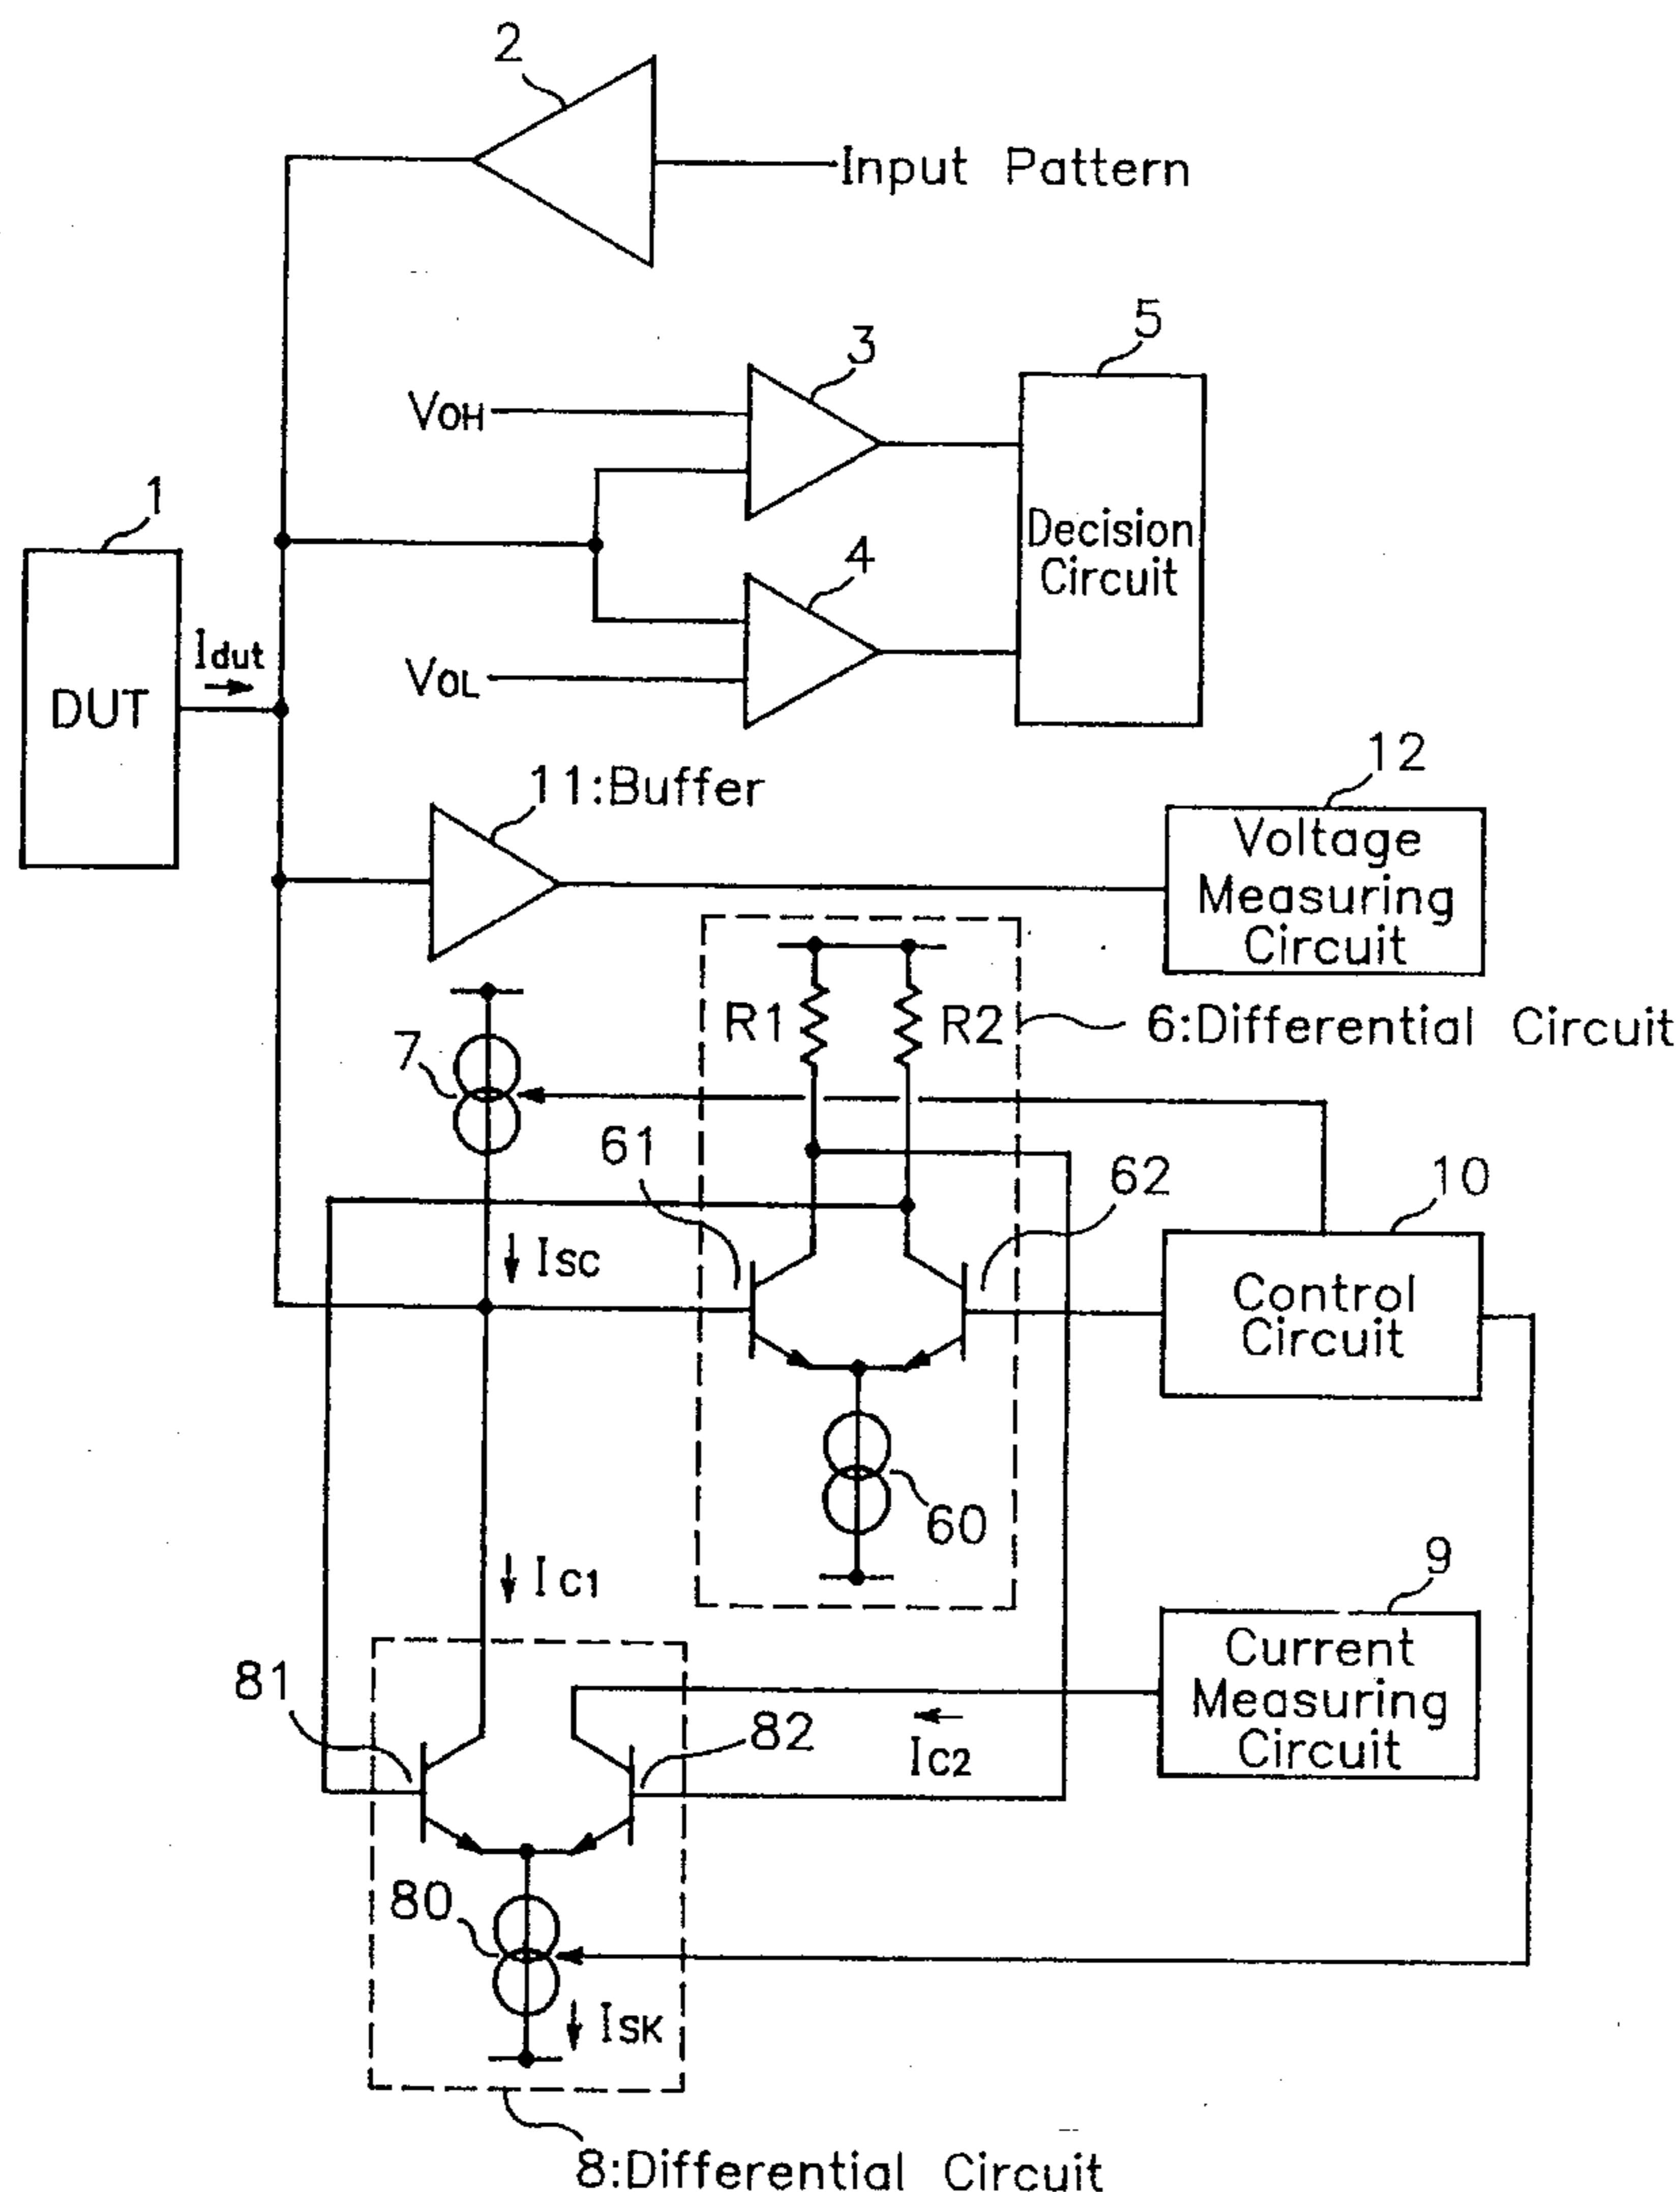 2
Input Pattern
3
5
VOH
1
Decision
Circuit
4
Idut
VOL
DUT
12
11:Buffer
Voltage
Measuring
Circuit
R1
R2
6:Differential Circuit
7
61
62
10
ISC
Control
Circuit
60
9
IC1
Current
Measuring
Circuit
81
82
IC2
80
ISK
8:Differential Circuit